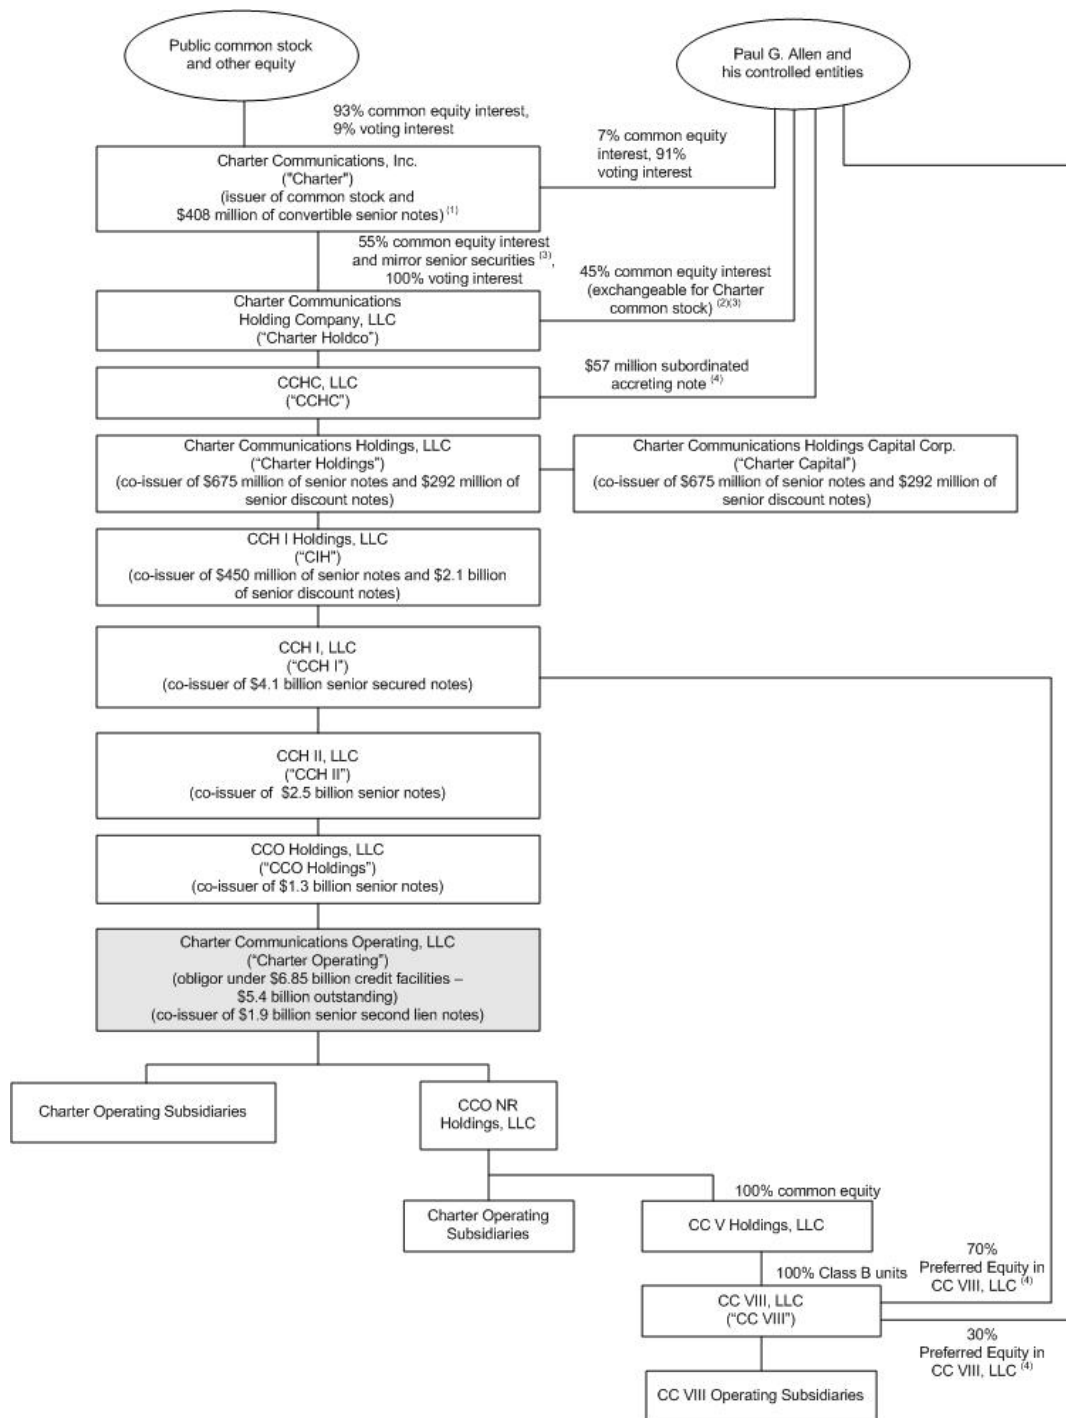 Public common stock
and other equity
Paul G. Allen and
his controlled entities
93% common equity interest,
9% voting interest
7% common equity
interest, 91%
voting interest
Charter Communications, Inc.
("Charter")
(issuer of common stock and
$408 million of convertible senior notes) (1)
55% common equity interest
and mirror senior securities (3),
100% voting interest
45% common equity interest
(exchangeable for Charter
common stock) (2)(3)
Charter Communications
Holding Company, LLC
(“Charter Holdco”)
$57 million subordinated
accreting note (4)
CCHC, LLC
(“CCHC”)
Charter Communications Holdings, LLC
(“Charter Holdings”)
(co-issuer of $675 million of senior notes and $292 million of
senior discount notes)
Charter Communications Holdings Capital Corp.
(“Charter Capital”)
(co-issuer of $675 million of senior notes and $292 million of
senior discount notes)
CCH I Holdings, LLC
(“CIH”)
(co-issuer of $450 million of senior notes and $2.1 billion
of senior discount notes)
CCH I, LLC
(“CCH I”)
(co-issuer of $4.1 billion senior secured notes)
CCH II, LLC
(“CCH II”)
(co-issuer of  $2.5 billion senior notes)
CCO Holdings, LLC
(“CCO Holdings”)
(co-issuer of $1.3 billion senior notes)
Charter Communications Operating, LLC
(“Charter Operating”)
(obligor under $6.85 billion credit facilities –
$5.4 billion outstanding)
(co-issuer of $1.9 billion senior second lien notes)
Charter Operating Subsidiaries
CCO NR
Holdings, LLC
100% common equity
Charter Operating
Subsidiaries
CC V Holdings, LLC
70%
Preferred Equity in
CC VIII, LLC (4)
100% Class B units
CC VIII, LLC
(“CC VIII”)
30%
Preferred Equity in
CC VIII, LLC (4)
CC VIII Operating Subsidiaries